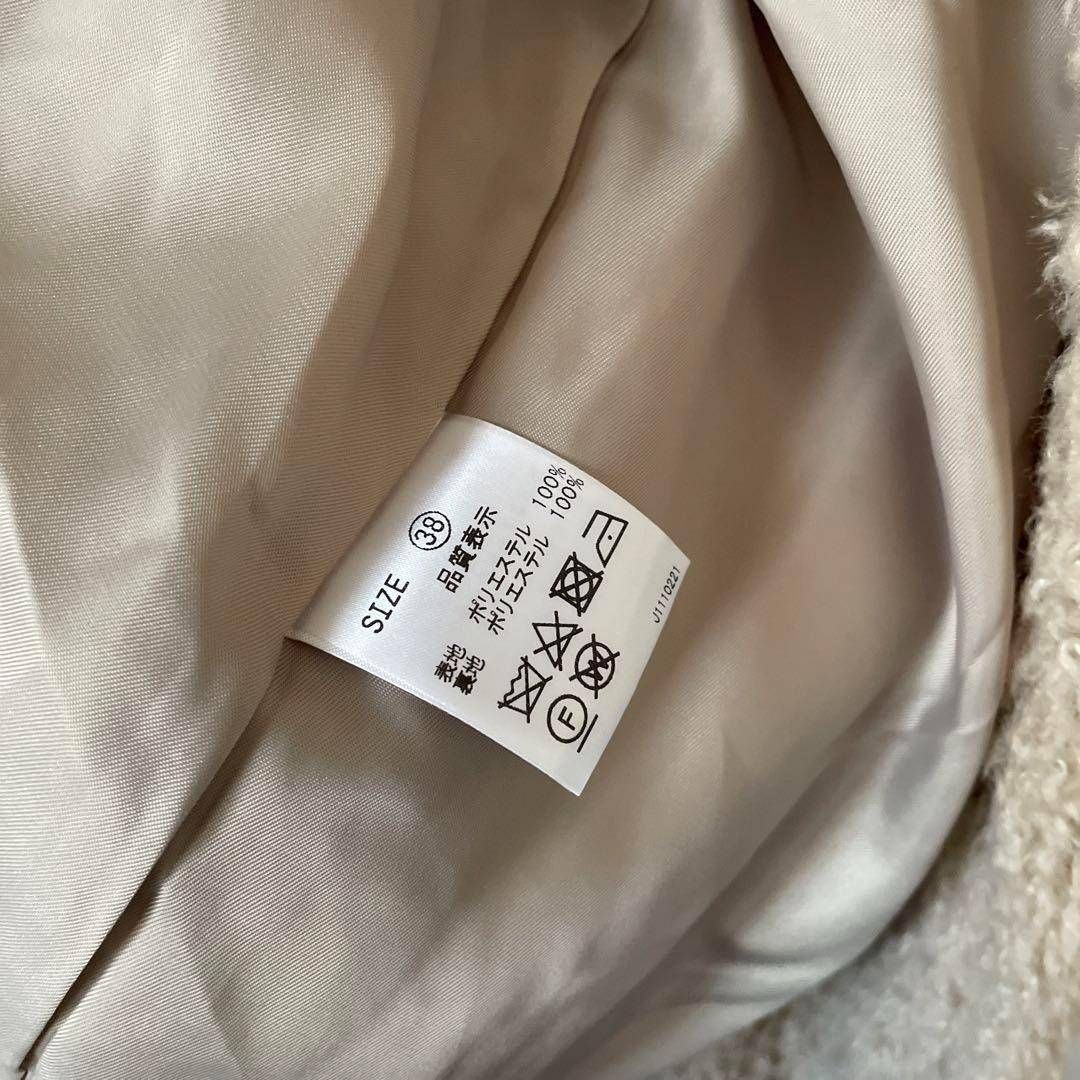 SIZE 38
品質表示
表地 ポリエステル 100%
裏地 ポリエステル 100%
F W
J1110221